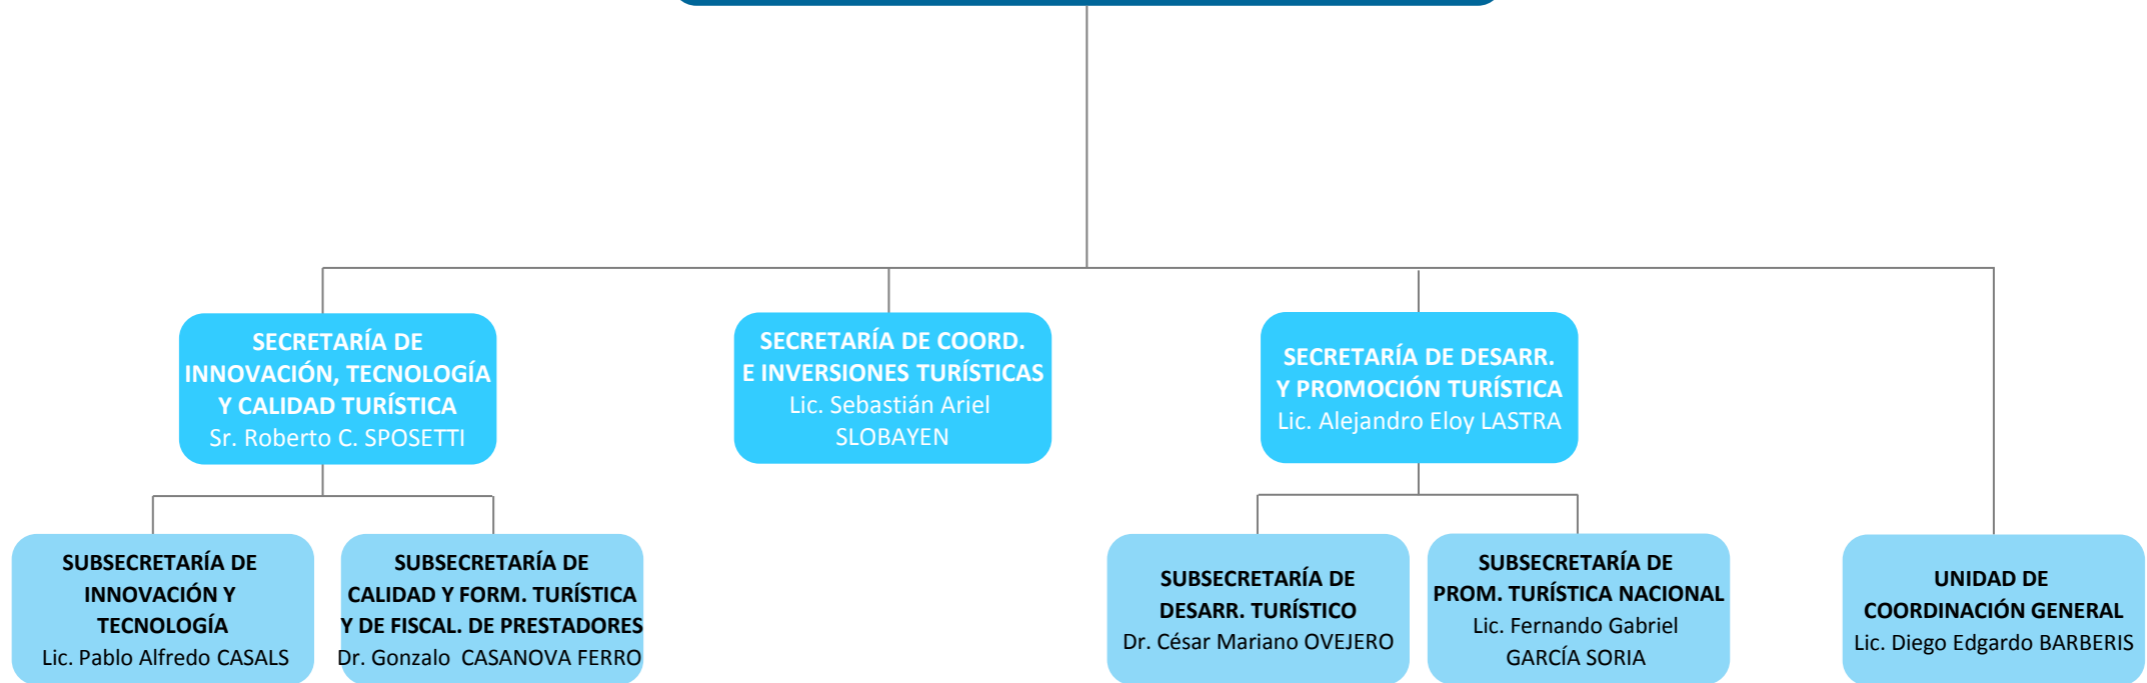 SECRETARÍA DE
INNOVACIÓN, TECNOLOGÍA
Y CALIDAD TURÍSTICA
Sr. Roberto C. SPOSETTI
SECRETARÍA DE COORD.
E INVERSIONES TURÍSTICAS
Lic. Sebastián Ariel
SLOBAYEN
SECRETARÍA DE DESARR.
Y PROMOCIÓN TURÍSTICA
Lic. Alejandro Eloy LASTRA
SUBSECRETARÍA DE
INNOVACIÓN Y
TECNOLOGÍA
Lic. Pablo Alfredo CASALS
SUBSECRETARÍA DE
CALIDAD Y FORM. TURÍSTICA
Y DE FISCAL. DE PRESTADORES
Dr. Gonzalo CASANOVA FERRO
SUBSECRETARÍA DE
DESARR. TURÍSTICO
Dr. César Mariano OVEJERO
SUBSECRETARÍA DE
PROM. TURÍSTICA NACIONAL
Lic. Fernando Gabriel
GARCÍA SORIA
UNIDAD DE
COORDINACIÓN GENERAL
Lic. Diego Edgardo BARBERIS